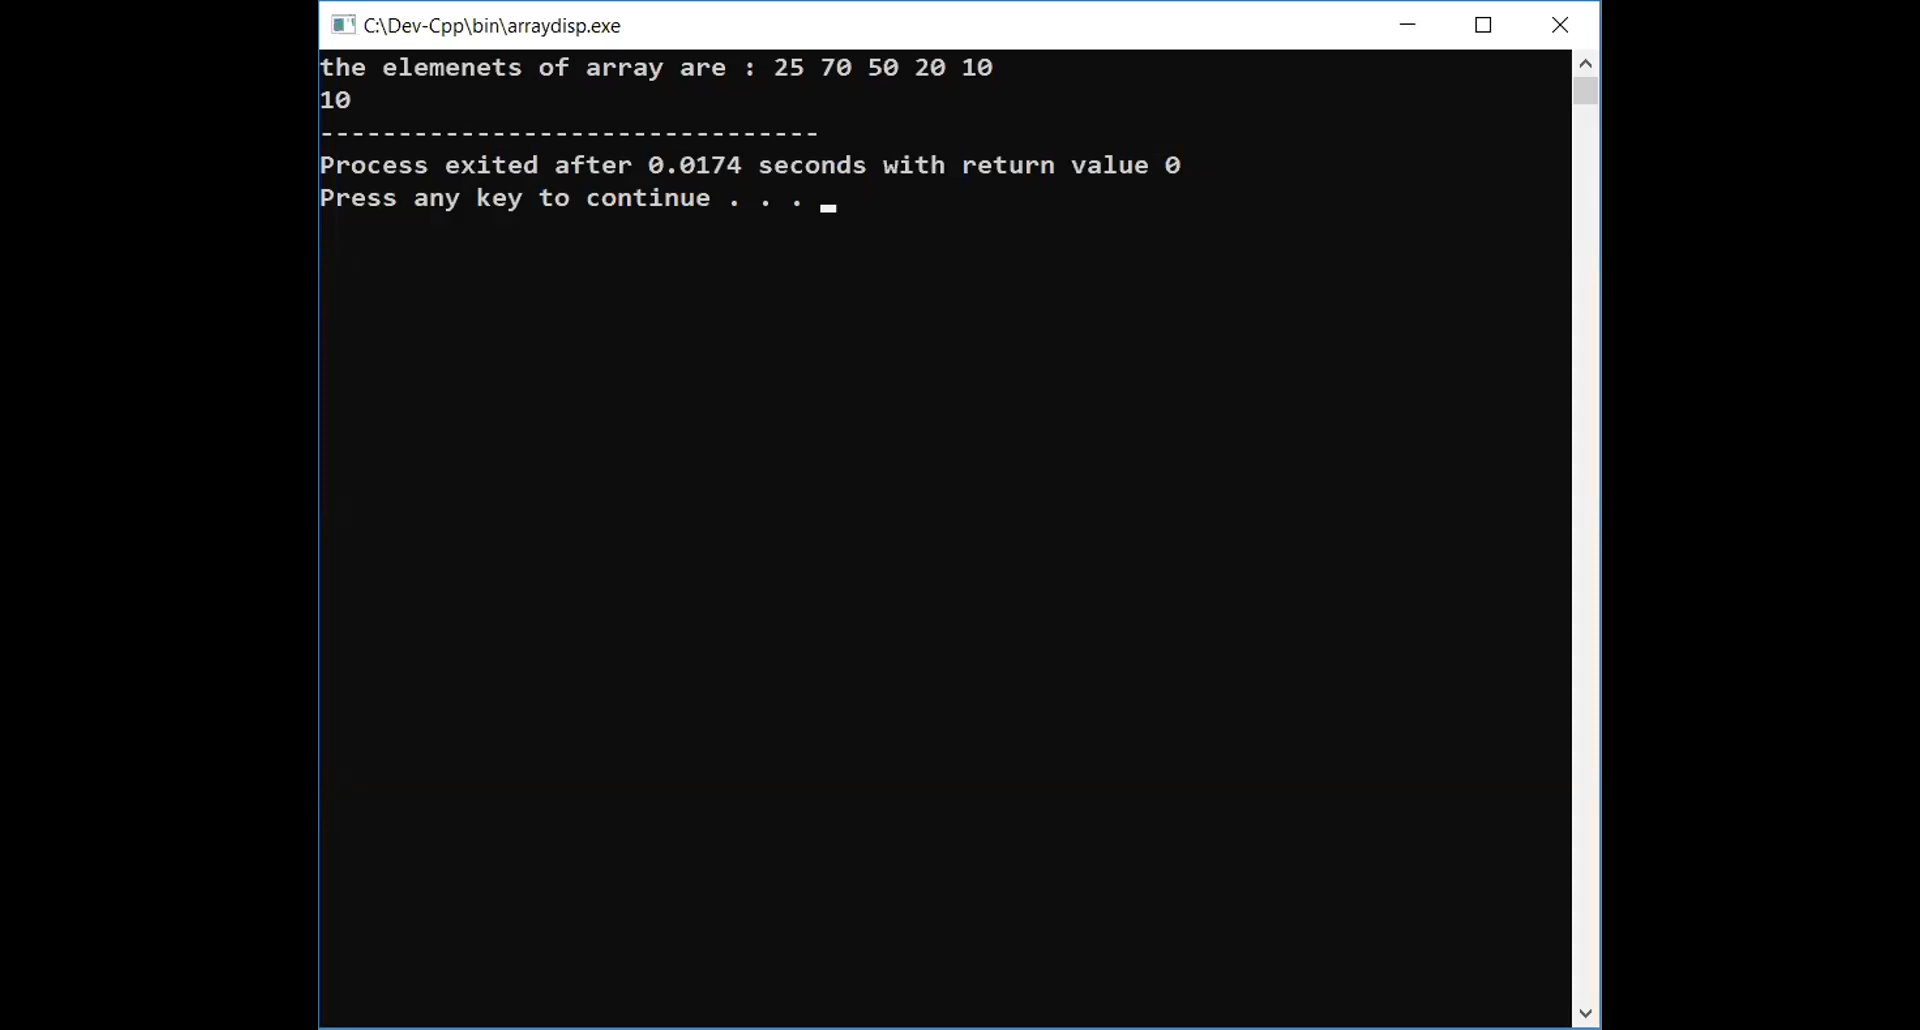 C:\Dev-Cpp\bin\arraydisp.exe
the elemenets of array are : 25 70 50 20 10
10
--------------------------------
Process exited after 0.0174 seconds with return value 0
Press any key to continue . . .